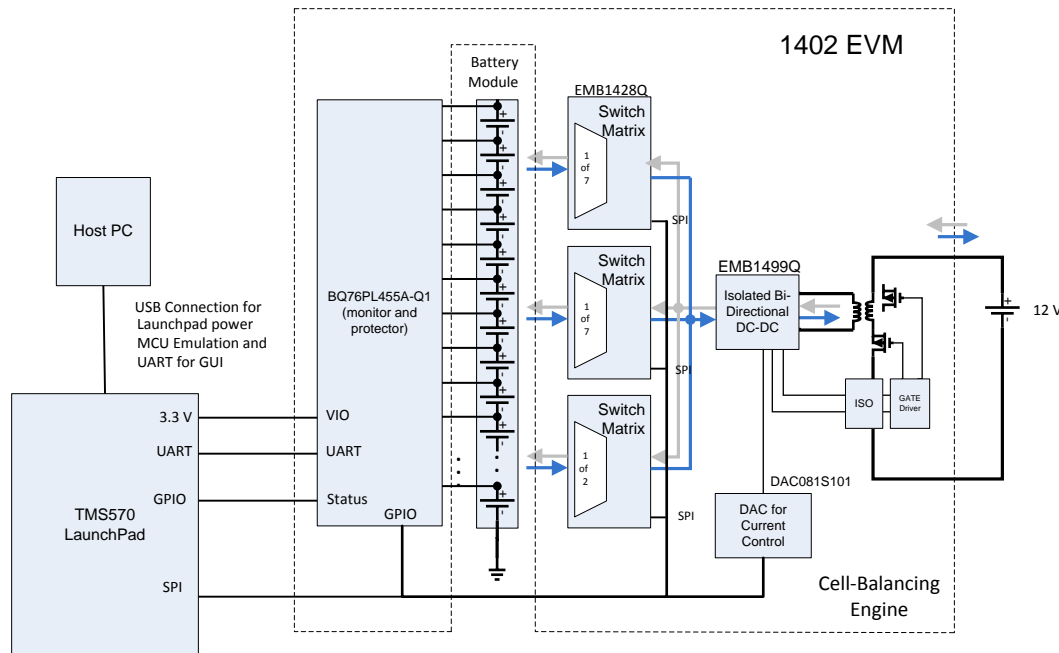 1402 EVM
Battery
Module
EMB1428Q
Switch
Matrix
1
of
7
SPI
Host PC
USB Connection for
Launchpad power
MCU Emulation and
UART for GUI
BQ76PL455A-Q1
(monitor and
protector)
Switch
Matrix
1
of
7
SPI
EMB1499Q
Isolated Bi-
Directional
DC-DC
+
-
12 V
ISO
GATE
Driver
3.3 V
VIO
UART
UART
GPIO
Status
GPIO
TMS570
LaunchPad
SPI
Switch
Matrix
1
of
2
SPI
DAC081S101
DAC for
Current
Control
Cell-Balancing
Engine